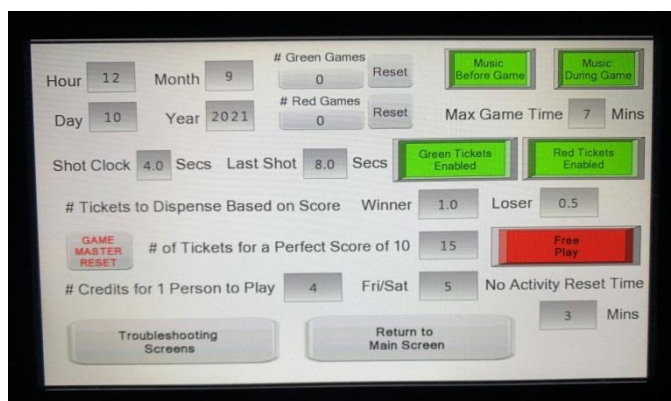 # Green Games
Hour 12 Month 9 0 Reset Music Before Game Music During Game
# Red Games
Day 10 Year 2021 0 Reset Max Game Time 7 Mins
Shot Clock 4.0 Secs Last Shot 8.0 Secs Green Tickets Enabled Red Tickets Enabled
# Tickets to Dispense Based on Score Winner 1.0 Loser 0.5
GAME MASTER RESET # of Tickets for a Perfect Score of 10 15 Free Play
# Credits for 1 Person to Play 4 Fri/Sat 5 No Activity Reset Time
3 Mins
Troubleshooting Screens Return to Main Screen